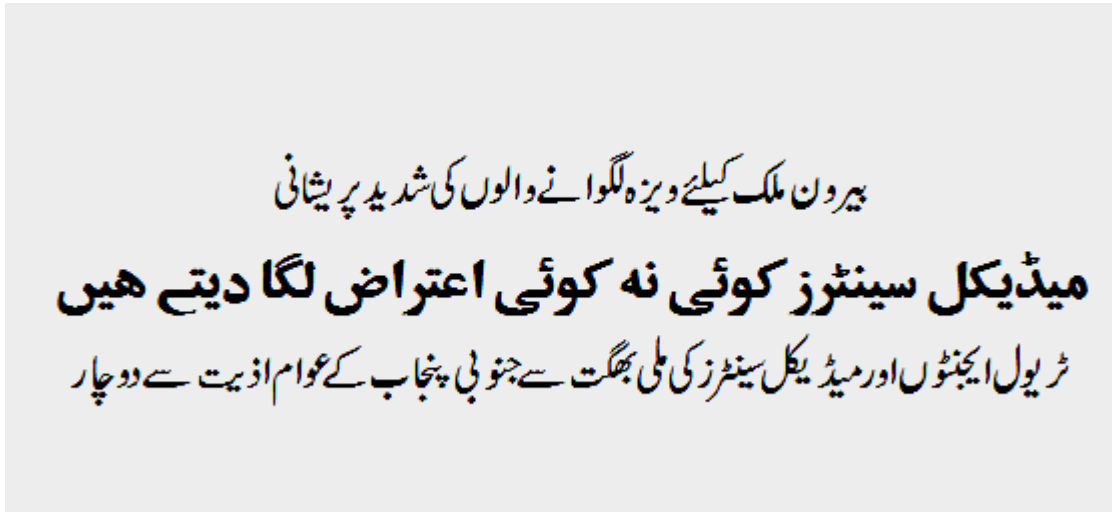 بیرون ملک کیلئے ویزہ لگوانے والوں کی شدید پریشانی
میڈیکل سینٹرز کوئی نہ کوئی اعتراض لگا دیتے ھیں
ٹریول ایجنٹوں اور میڈیکل سینٹرز کی ملی بھگت سے جنوبی پنجاب کے عوام اذیت سے دوچار